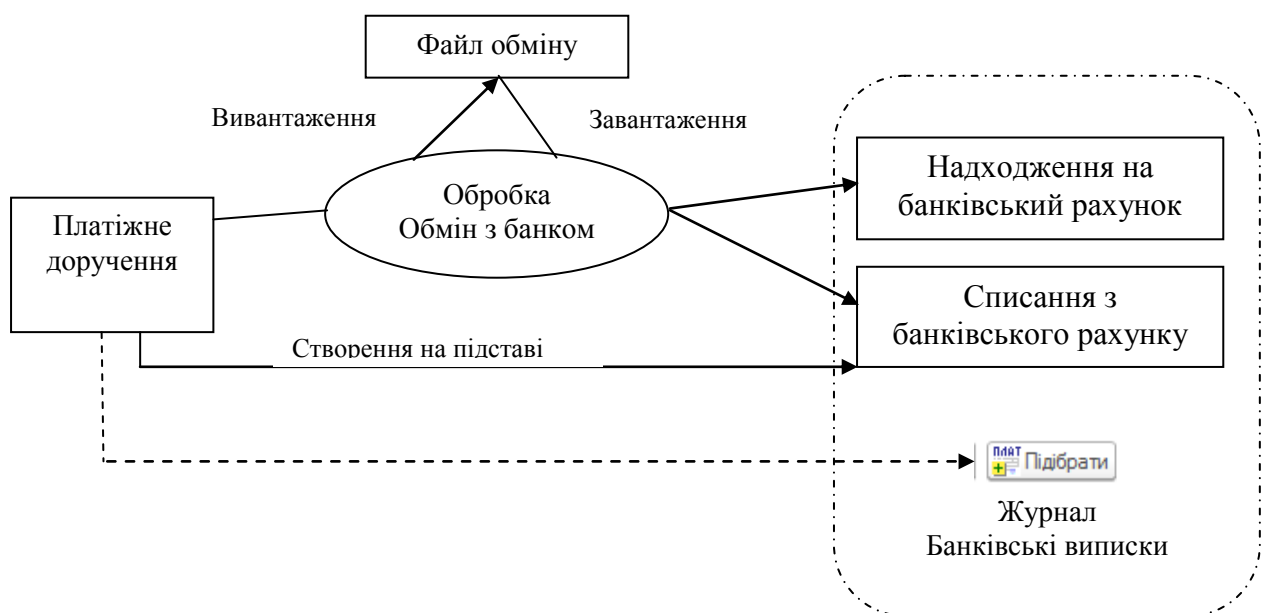 Файл обміну
Вивантаження
Завантаження
Платіжне
доручення
Обробка
Обмін з банком
Надходження на
банківський рахунок
Списання з
банківського рахунку
Створення на підставі
ПЛАТ
Підібрати
Журнал
Банківські виписки